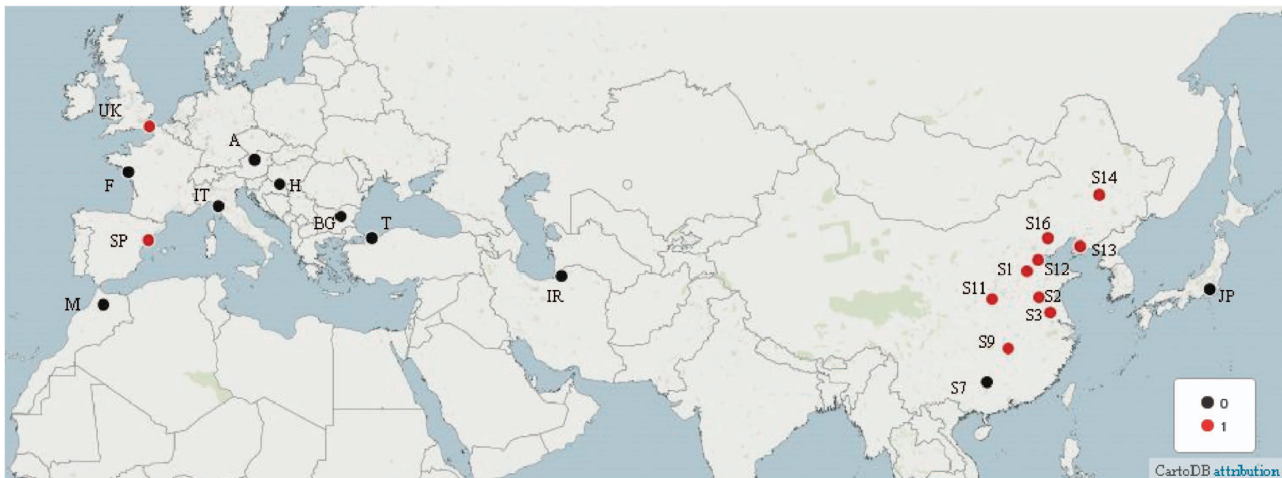 UK
A
S14
F
H
IT
BG
T
S16
SP
S13
S12
S1
IR
M
S11
S2
JP
S3
S9
S7
0
1
CartoDB attribution